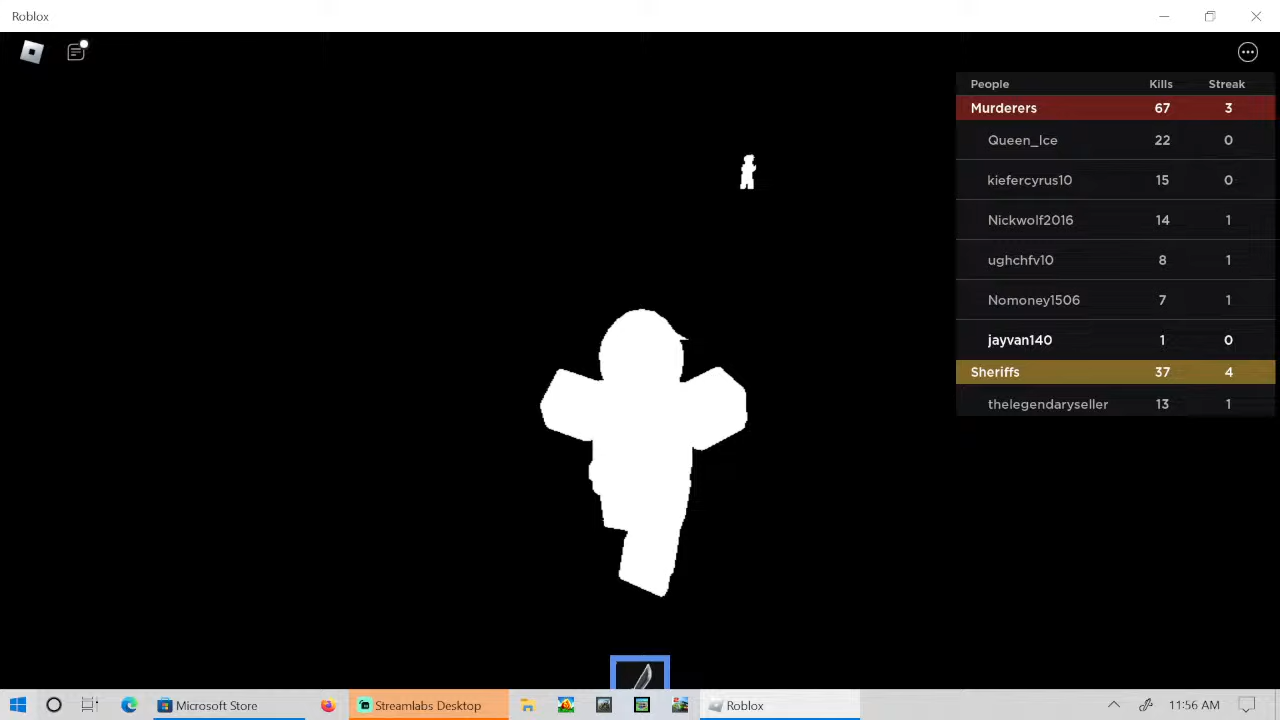 Roblox
People Kills Streak
Murderers 67 3
Queen_Ice 22 0
kiefercyrus10 15 0
Nickwolf2016 14 1
ughchfv10 8 1
Nomoney1506 7 1
jayvan140 1 0
Sheriffs 37 4
thelegendaryseller 13 1
Microsoft Store
Streamlabs Desktop
Roblox
11:56 AM